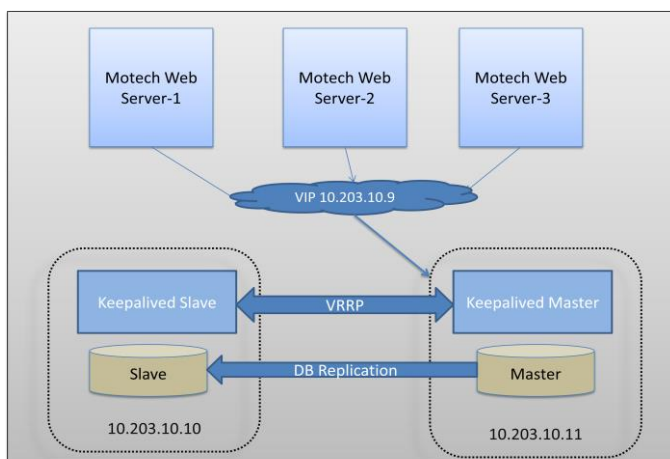 Motech Web
Server-1
Motech Web
Server-2
Motech Web
Server-3
VIP 10.203.10.9
Keepalived Slave
VRRP
Keepalived Master
Slave
DB Replication
Master
10.203.10.10
10.203.10.11